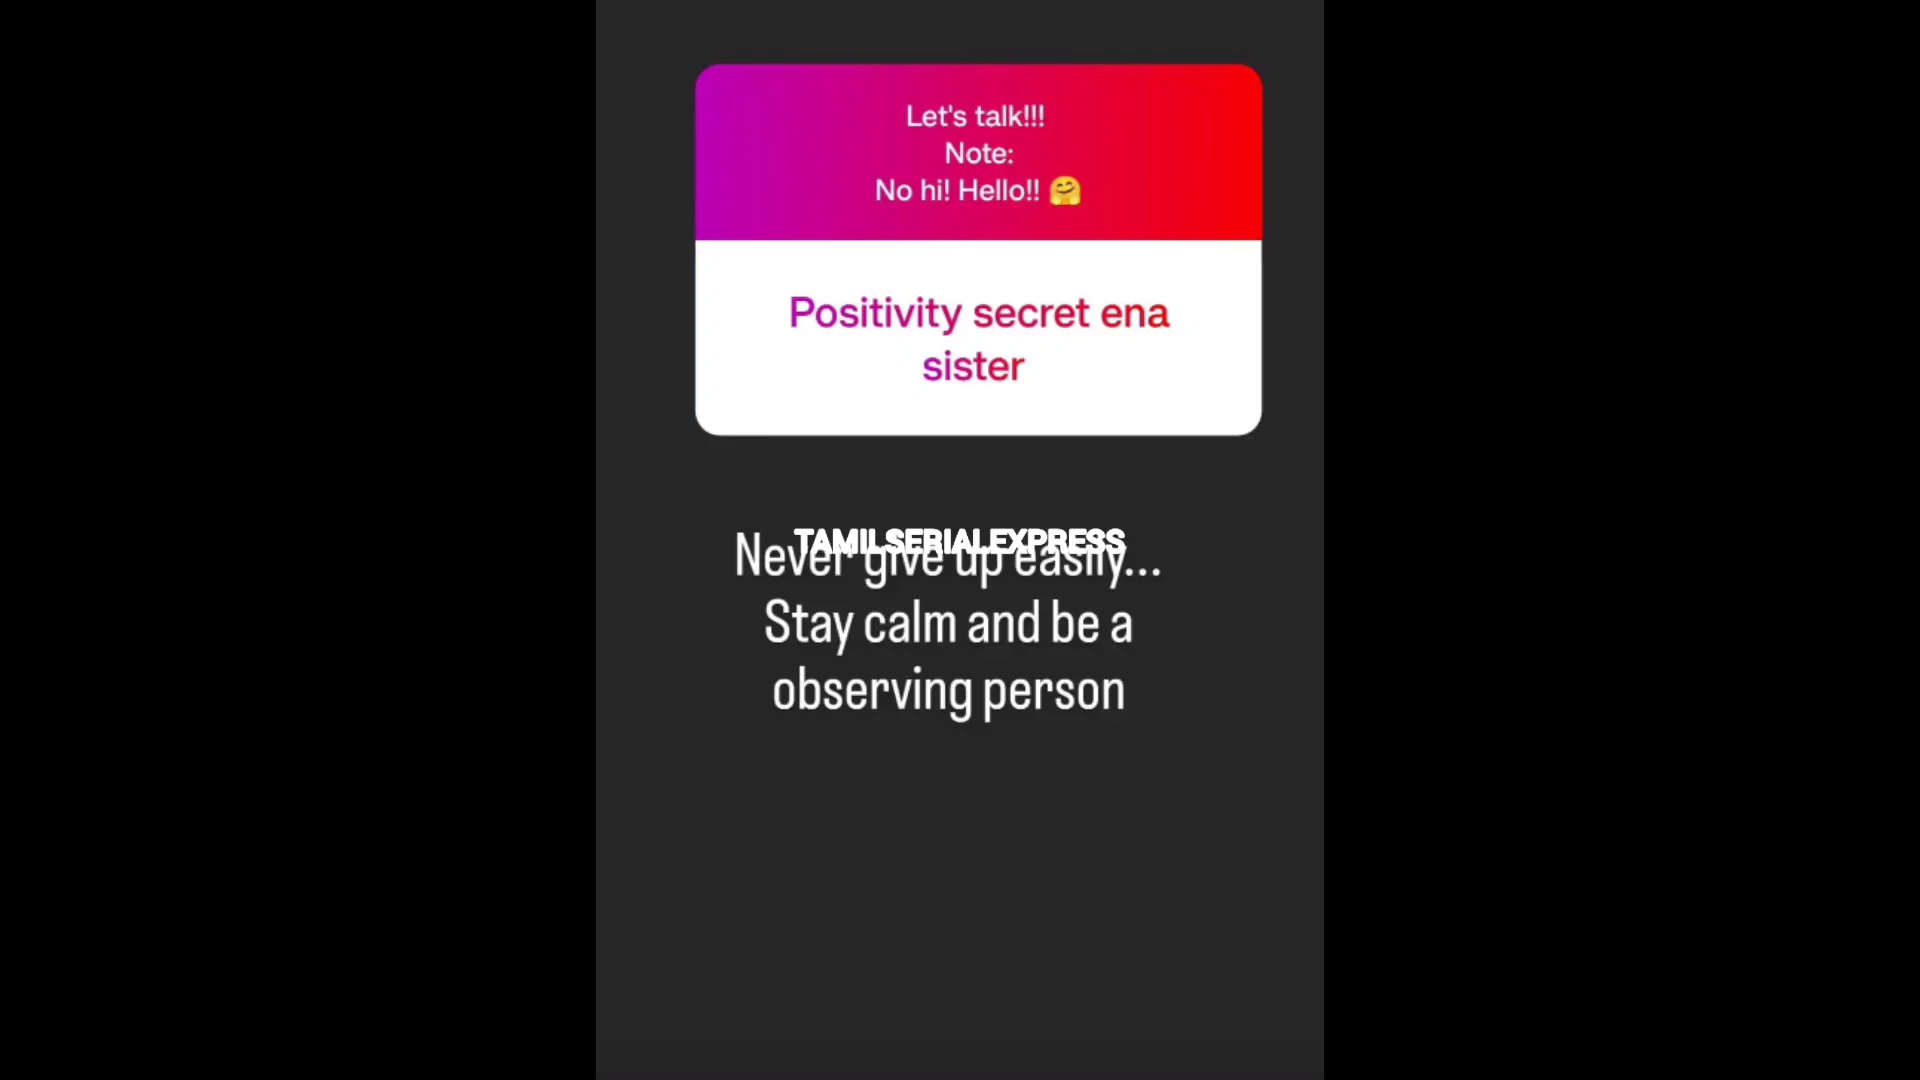 Let's talk!!!
Note:
No hi! Hello!! 🤗
Positivity secret ena
sister
TAMILSERIALEXPRESS
Never give up easily...
Stay calm and be a
observing person